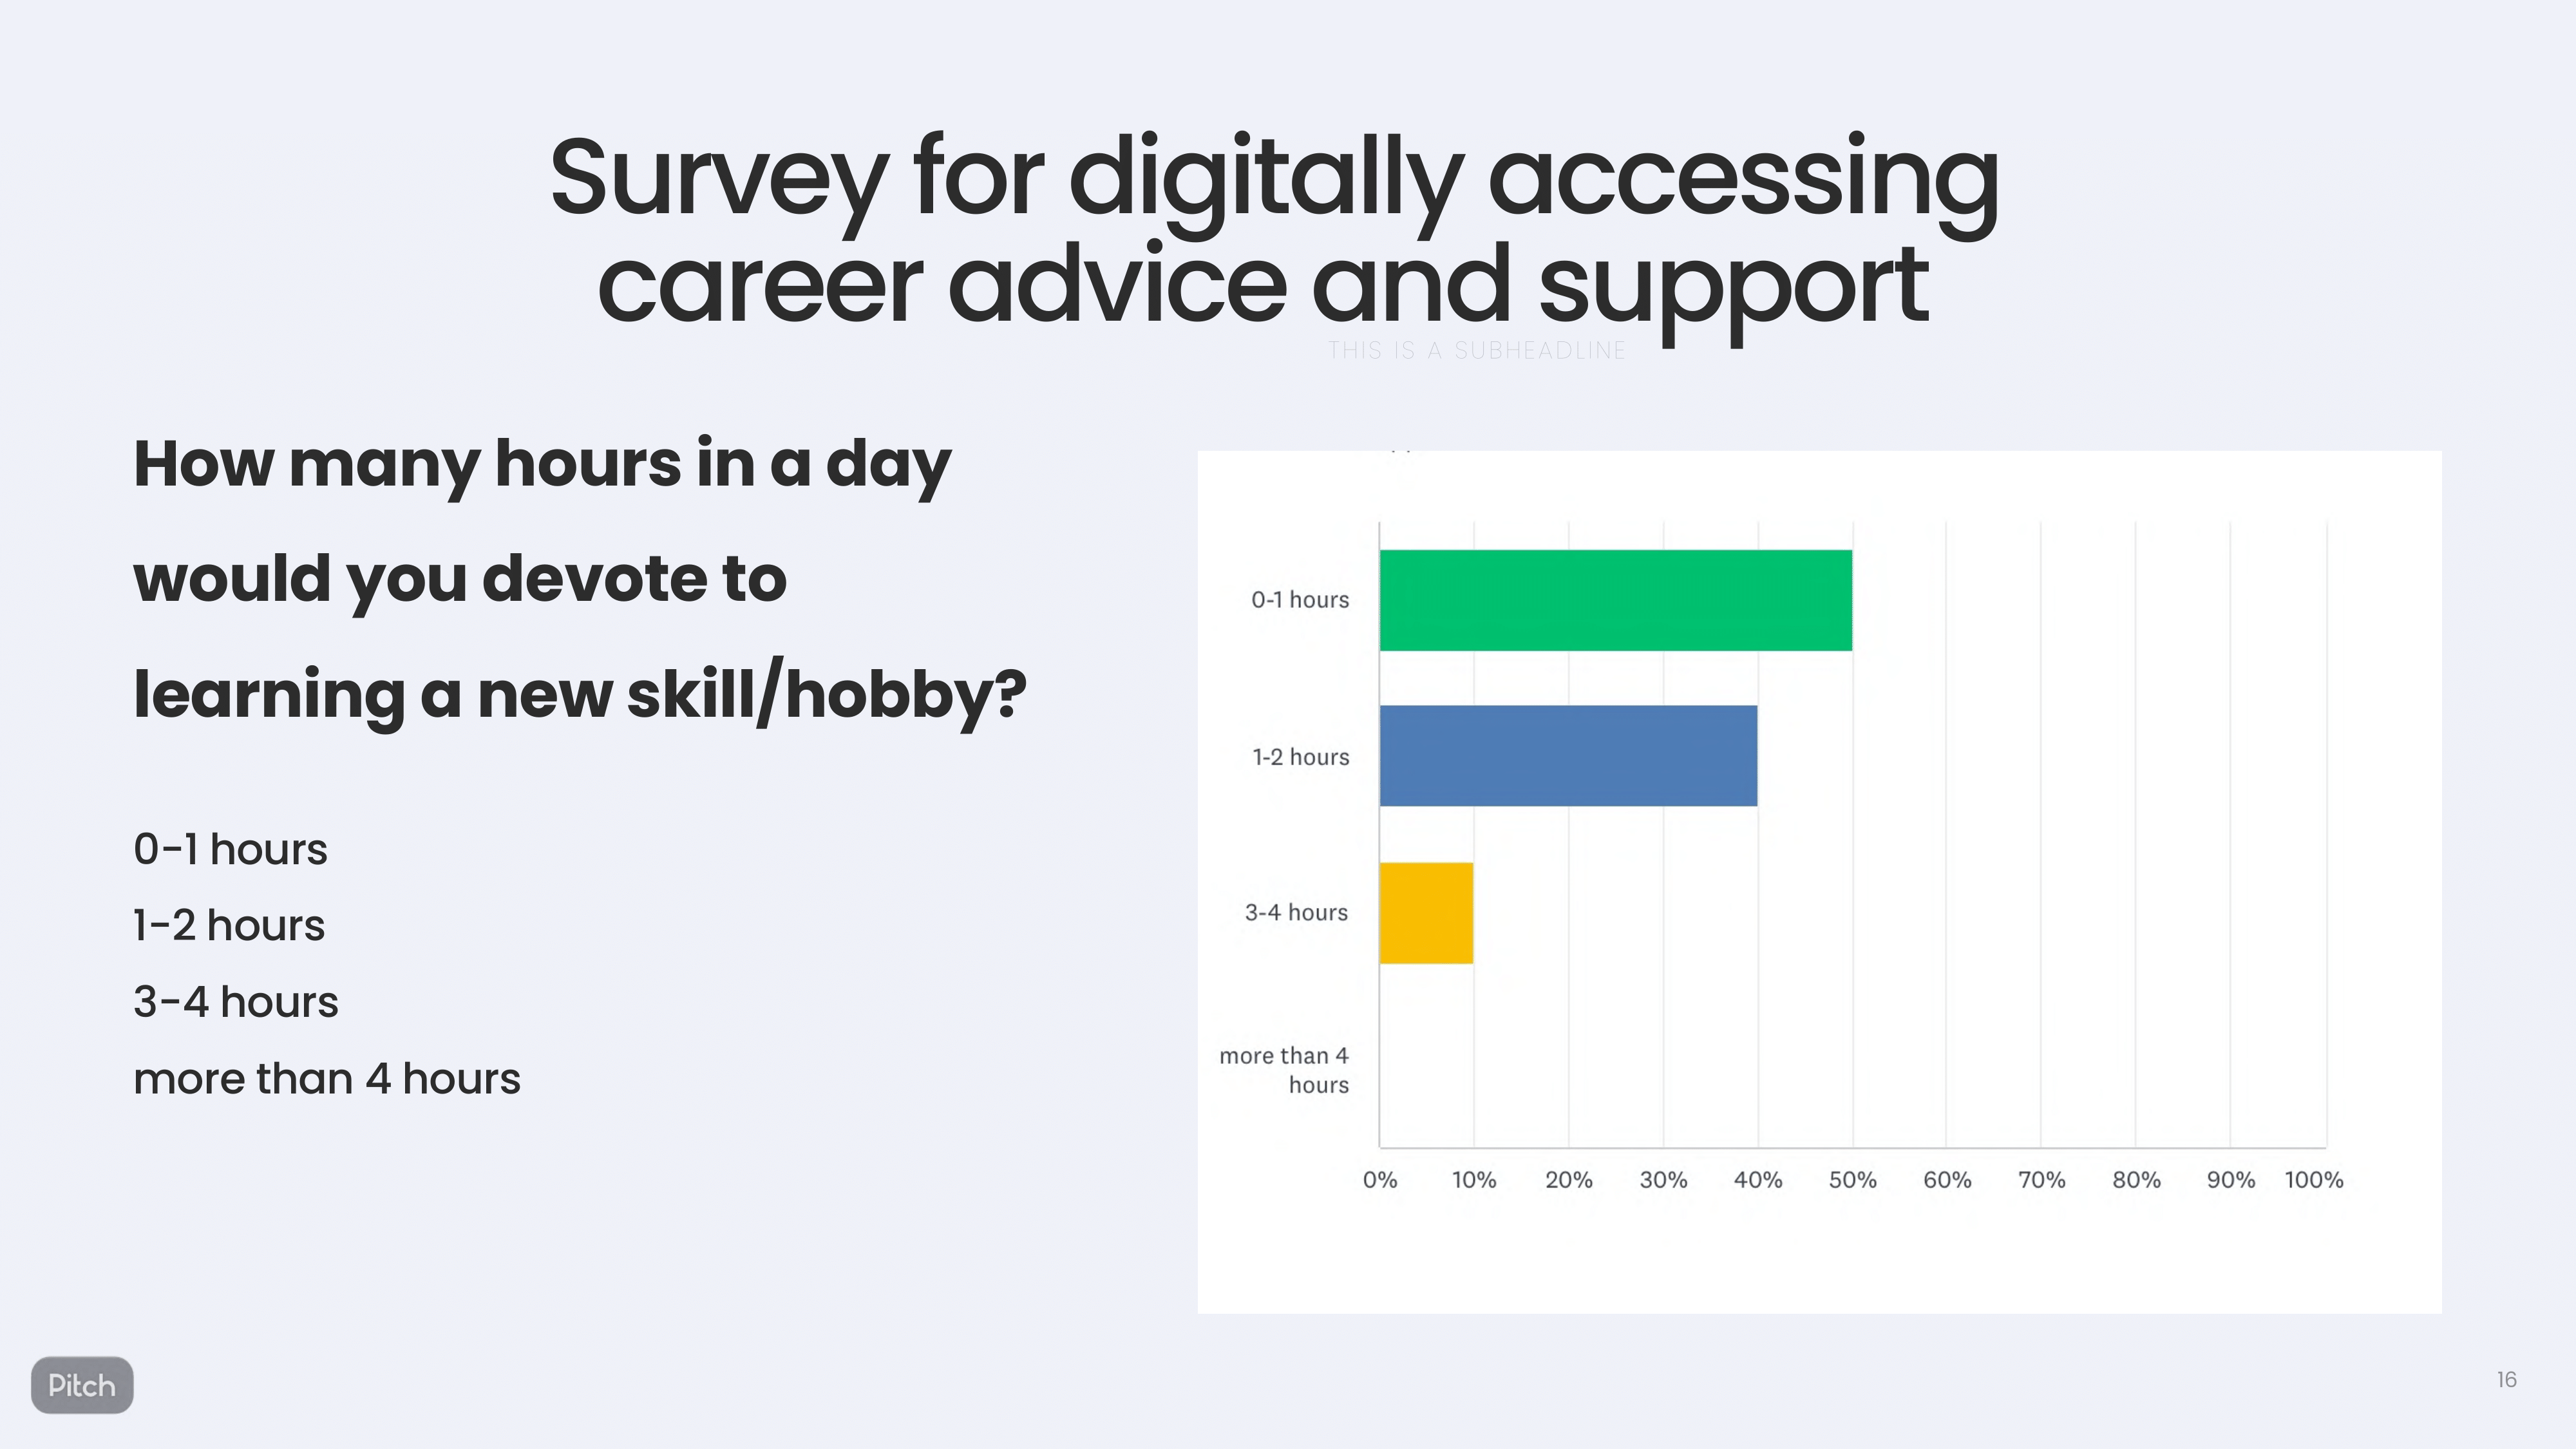 Survey for digitally accessing
career advice and support
THIS IS A SUBHEADLINE
How many hours in a day
would you devote to
learning a new skill/hobby?
0-1 hours
1-2 hours
3-4 hours
more than 4 hours
0-1 hours
1-2 hours
3-4 hours
more than 4
hours
0% 10% 20% 30% 40% 50% 60% 70% 80% 90% 100%
Pitch
16